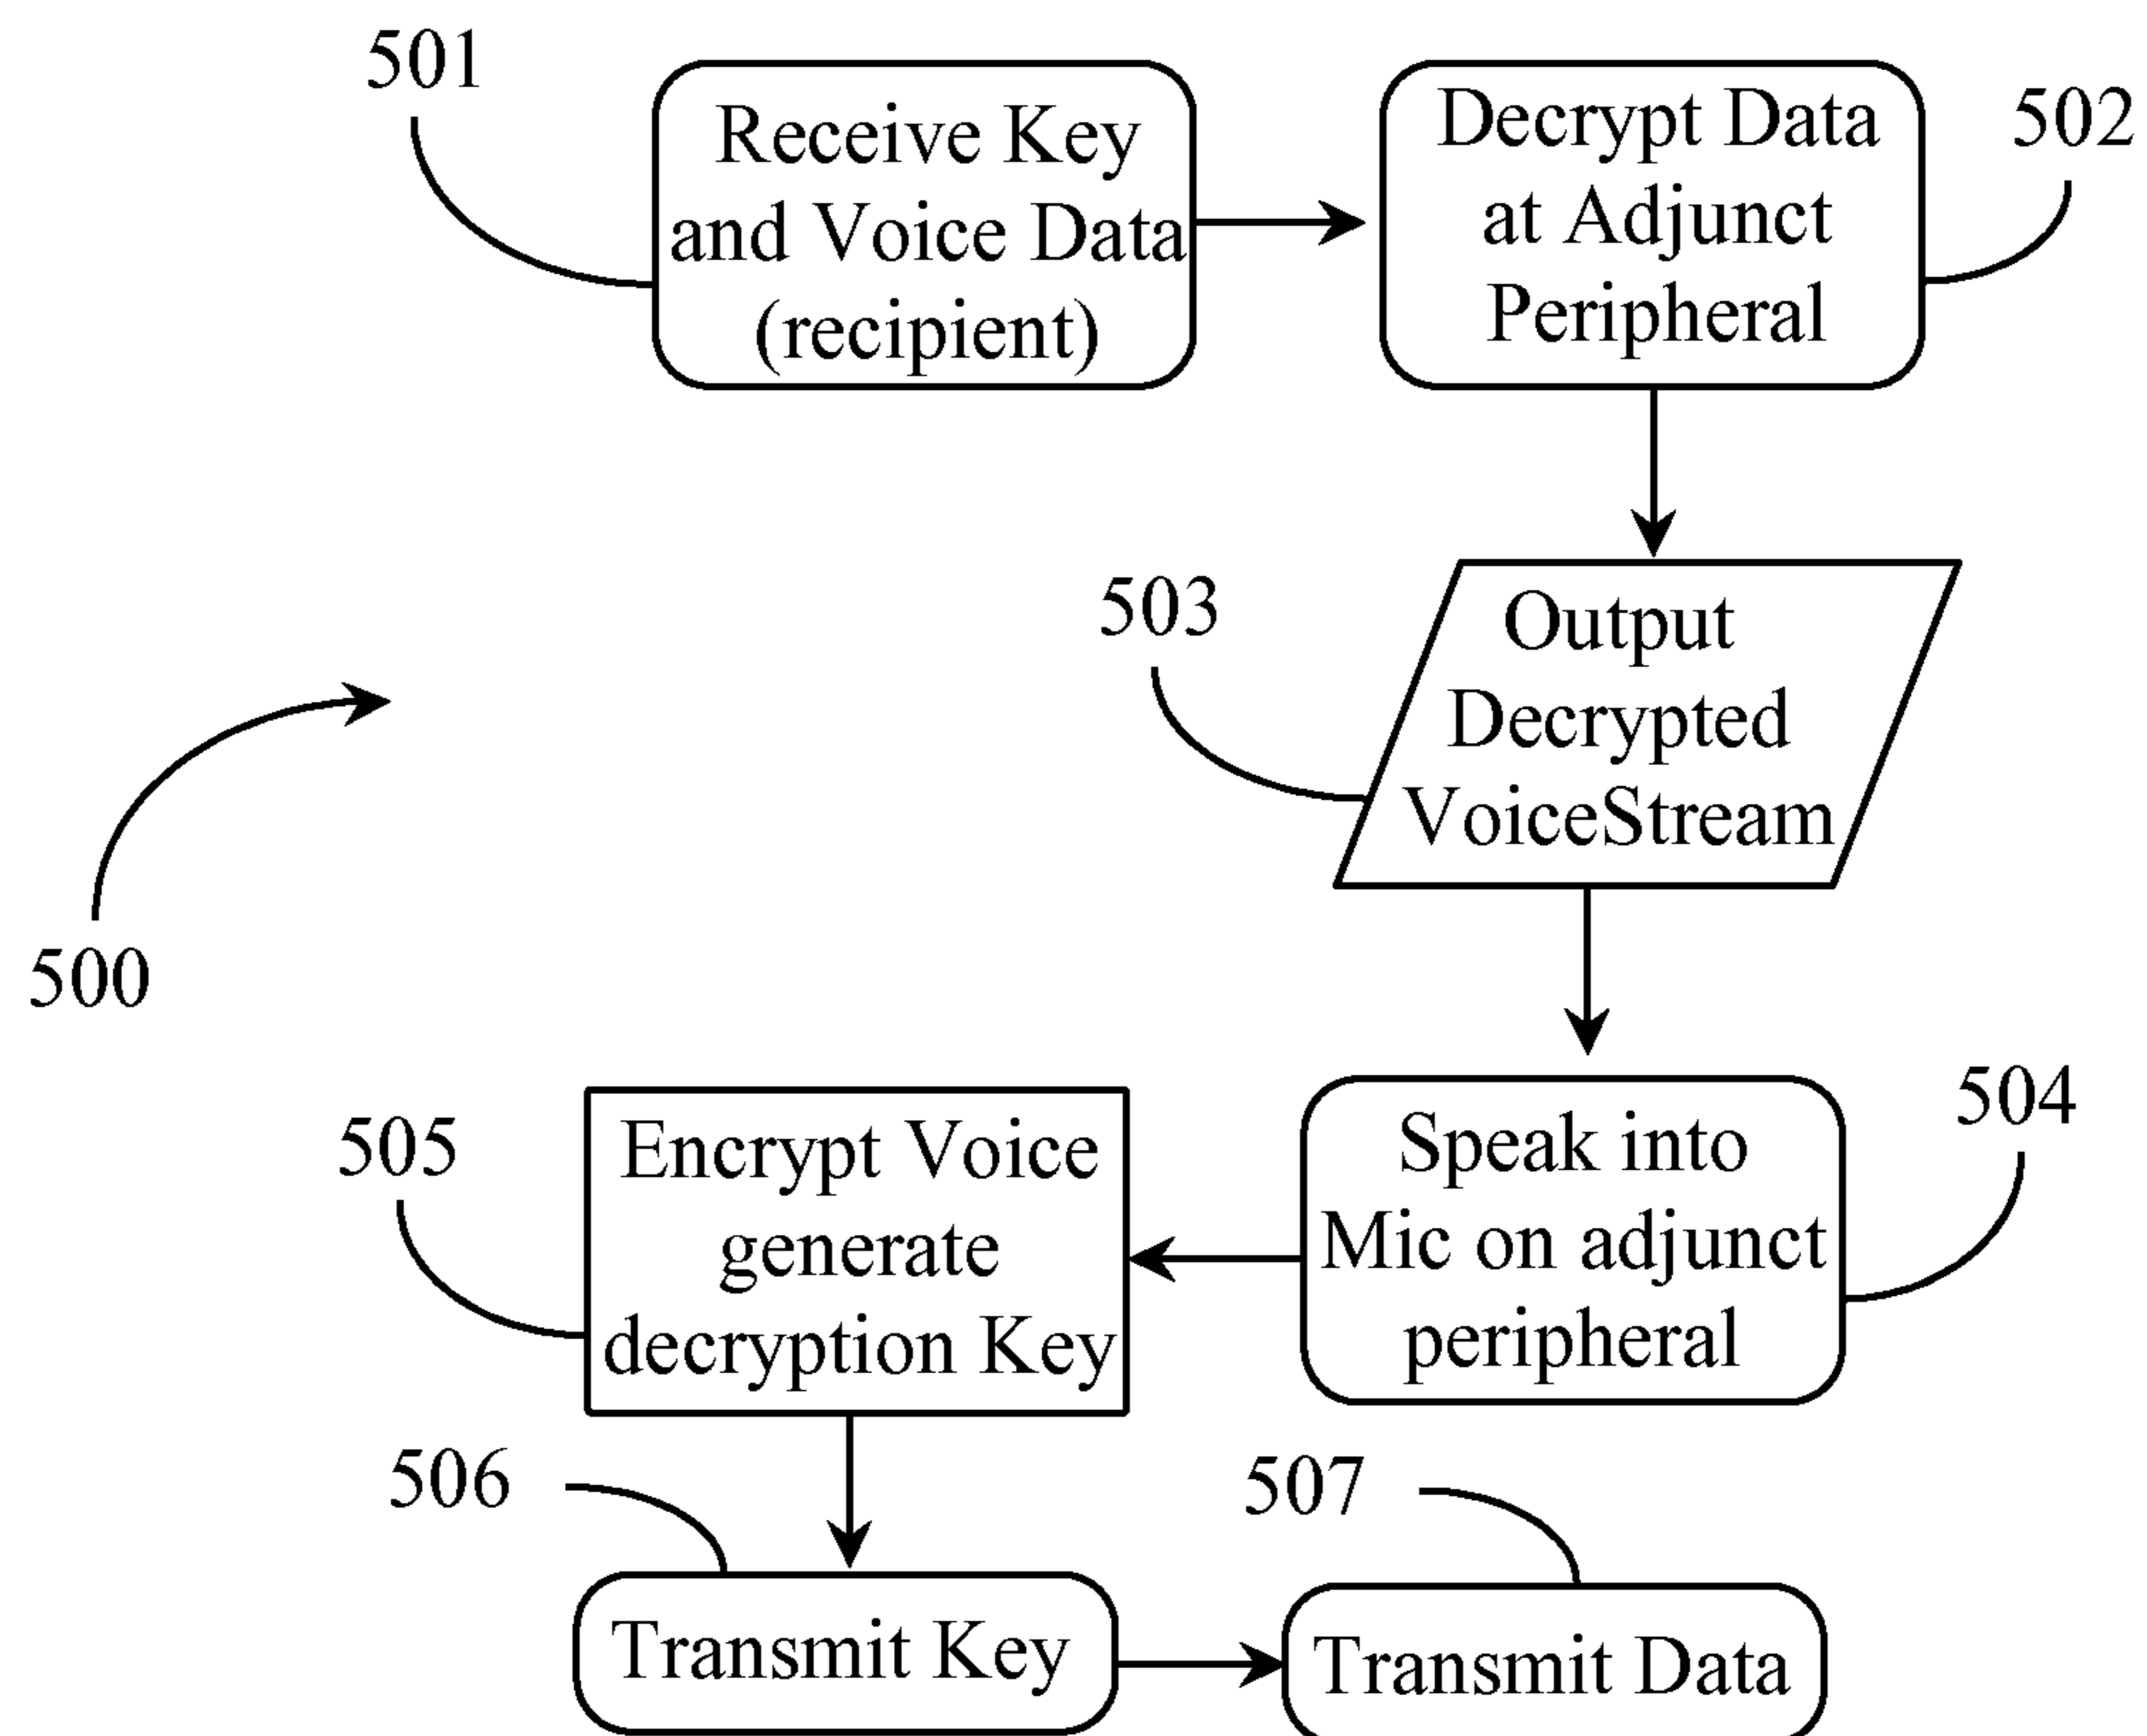 501
Receive Key
and Voice Data
(recipient)
Decrypt Data
at Adjunct
Peripheral
502
503
Output
Decrypted
VoiceStream
500
504
Speak into
Mic on adjunct
peripheral
505
Encrypt Voice
generate
decryption Key
506
Transmit Key
507
Transmit Data